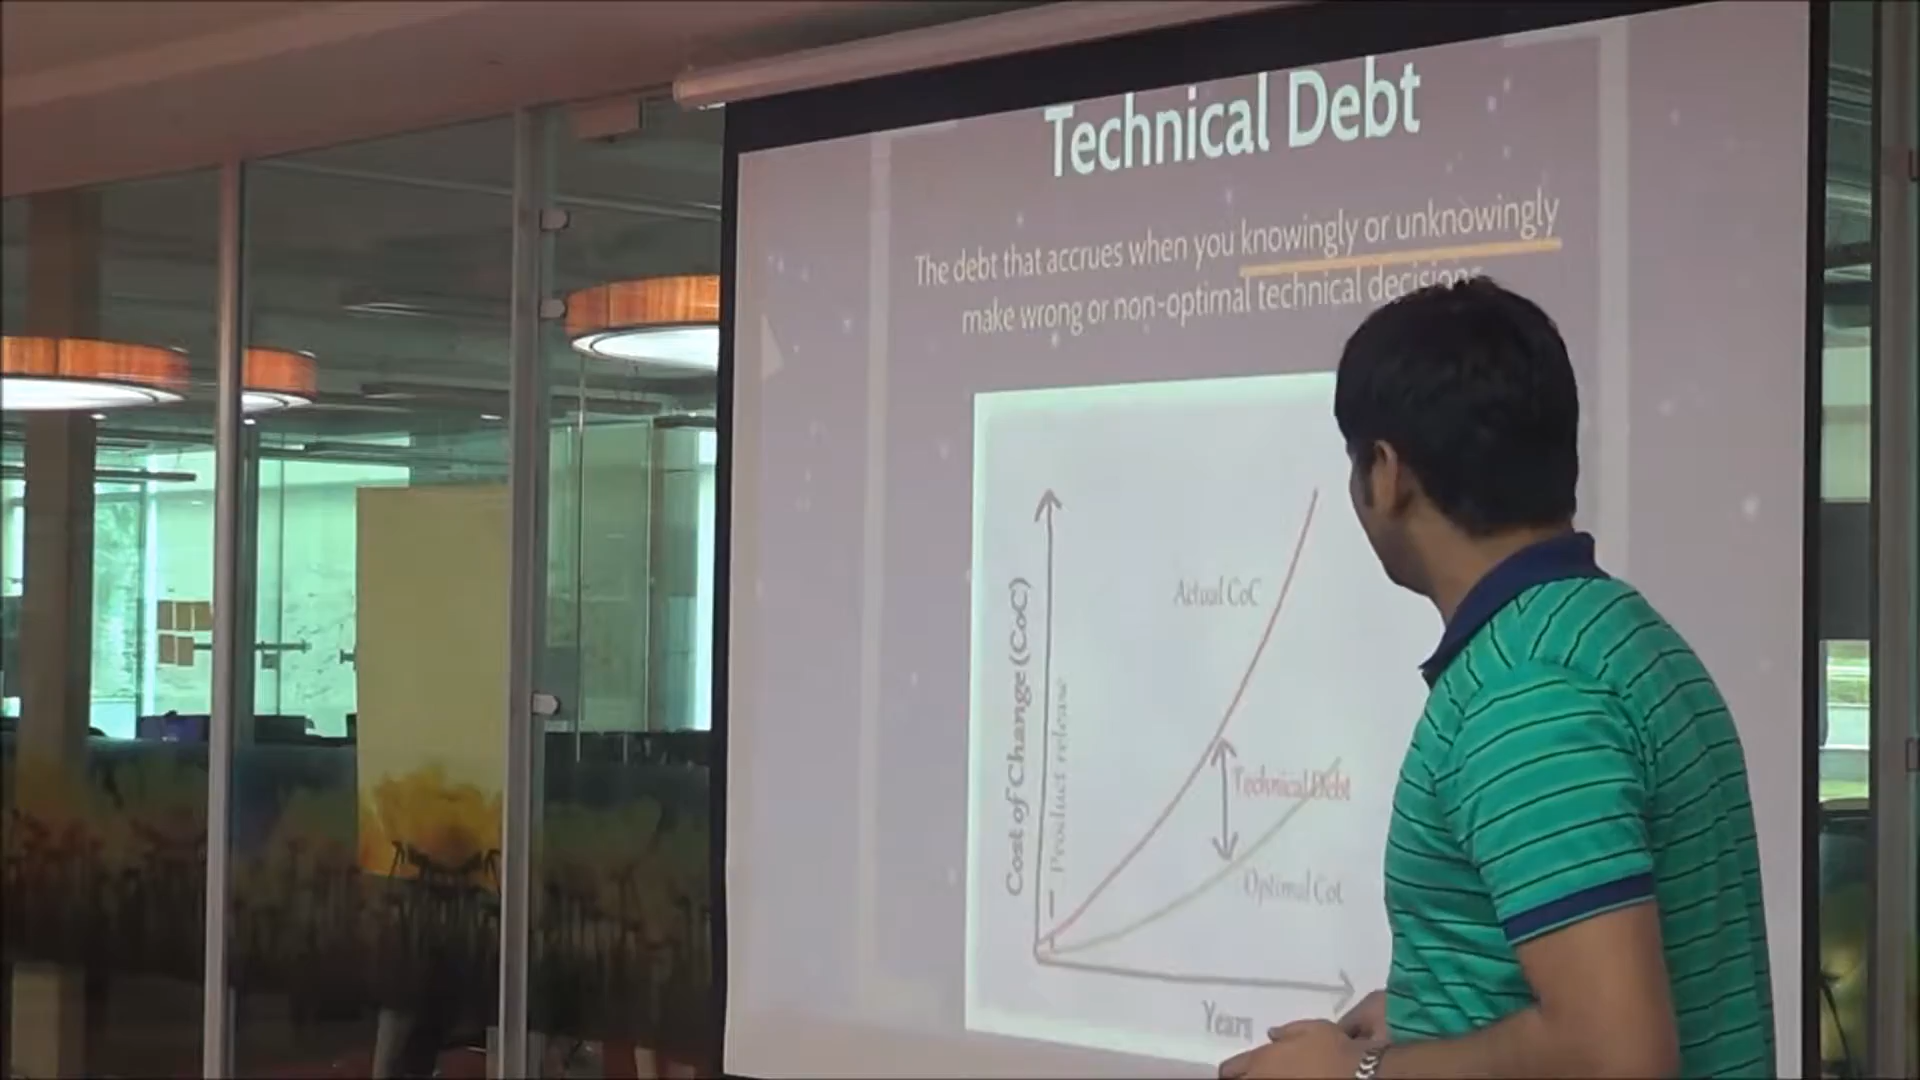 Technical Debt
The debt that accrues when you knowingly or unknowingly
make wrong or non-optimal technical decisions
Cost of Change (CoC)
Product release
Actual CoC
Technical Debt
Optimal CoC
Years